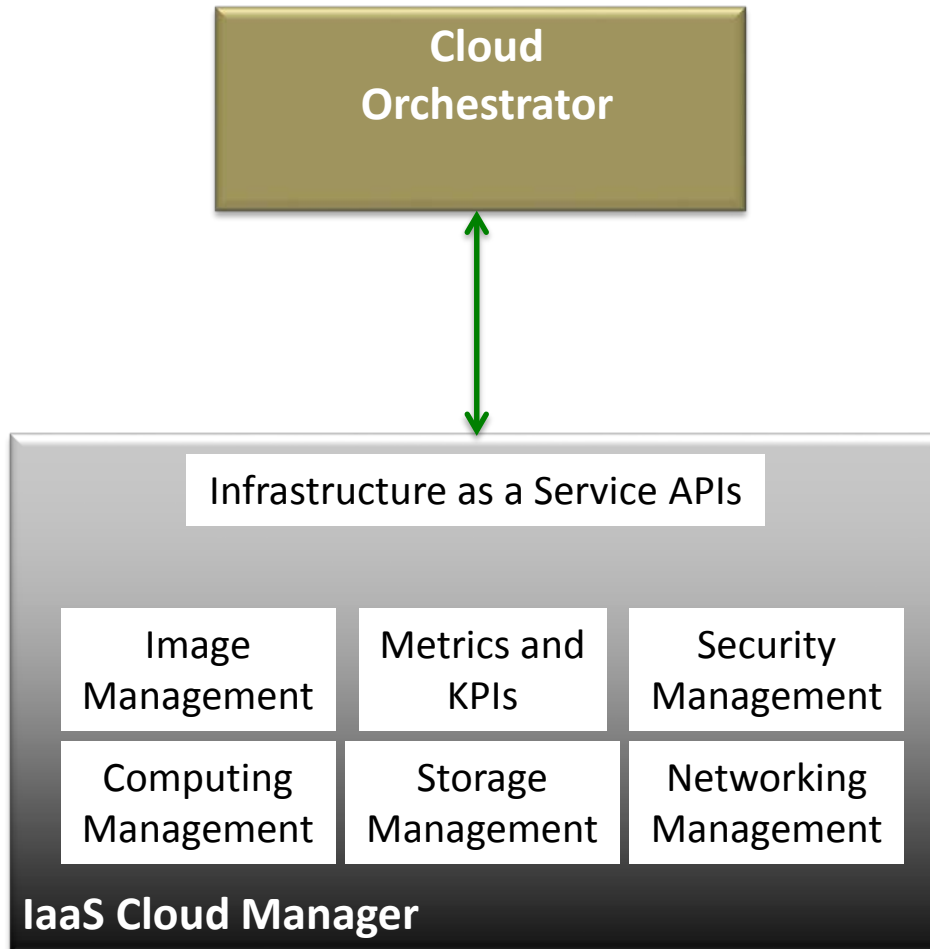 Cloud
Orchestrator
Infrastructure as a Service APIs
Image
Management
Metrics and
KPIs
Security
Management
Computing
Management
Storage
Management
Networking
Management
IaaS Cloud Manager